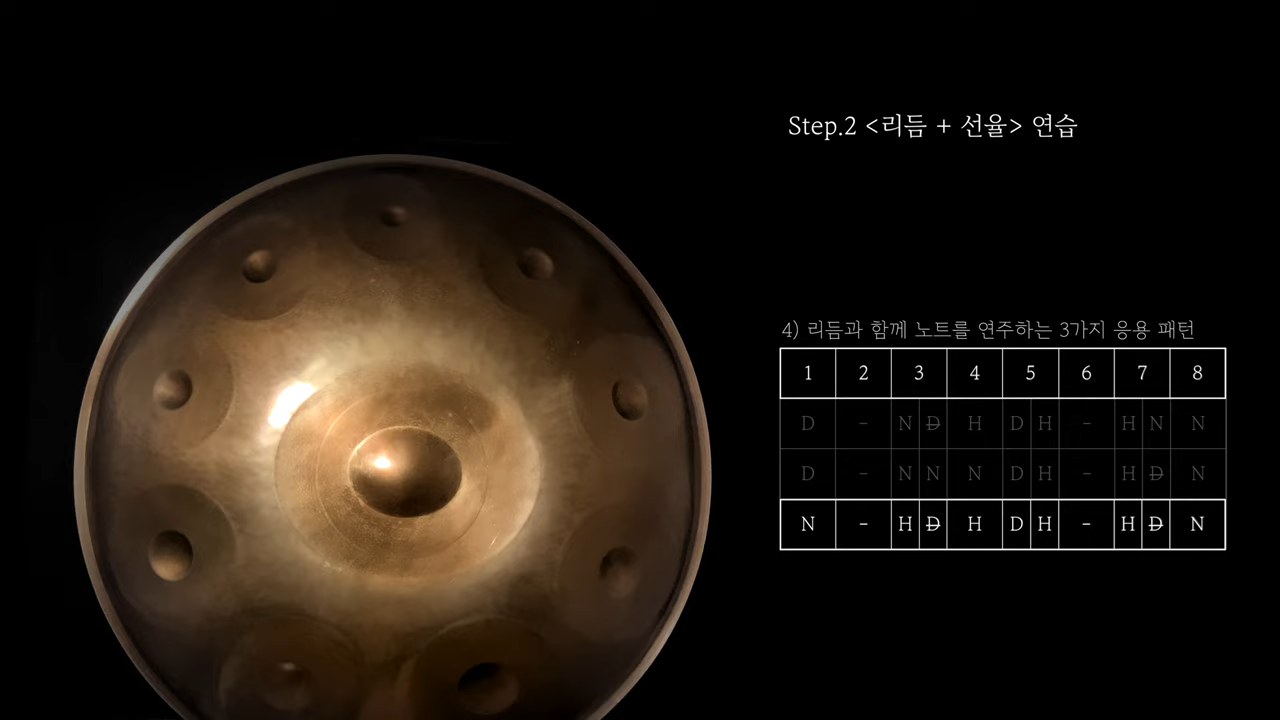 Step.2 <리듬 + 선율> 연습
4) 리듬과 함께 노트를 연주하는 3가지 응용 패턴
1 2 3 4 5 6 7 8
D - N D̶ H D H - H N N
D - N N N D H - H D̶ N
N - H D̶ H D H - H D̶ N